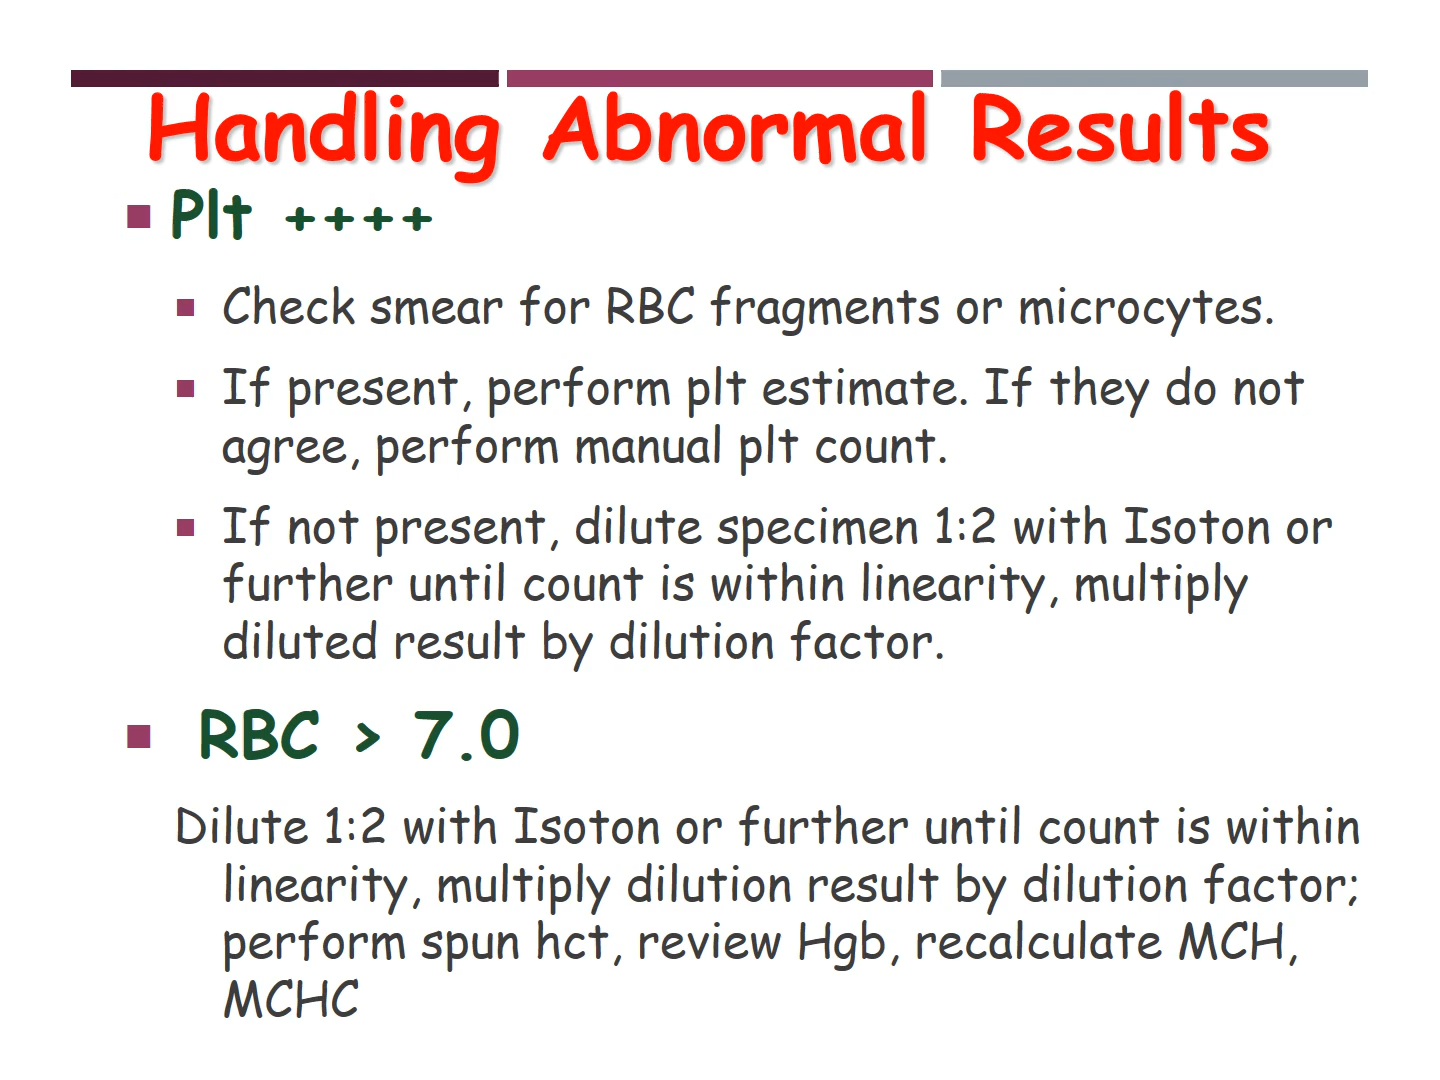 Handling Abnormal Results
Plt ++++
Check smear for RBC fragments or microcytes.
If present, perform plt estimate. If they do not
agree, perform manual plt count.
If not present, dilute specimen 1:2 with Isoton or
further until count is within linearity, multiply
diluted result by dilution factor.
RBC > 7.0
Dilute 1:2 with Isoton or further until count is within
linearity, multiply dilution result by dilution factor;
perform spun hct, review Hgb, recalculate MCH,
MCHC